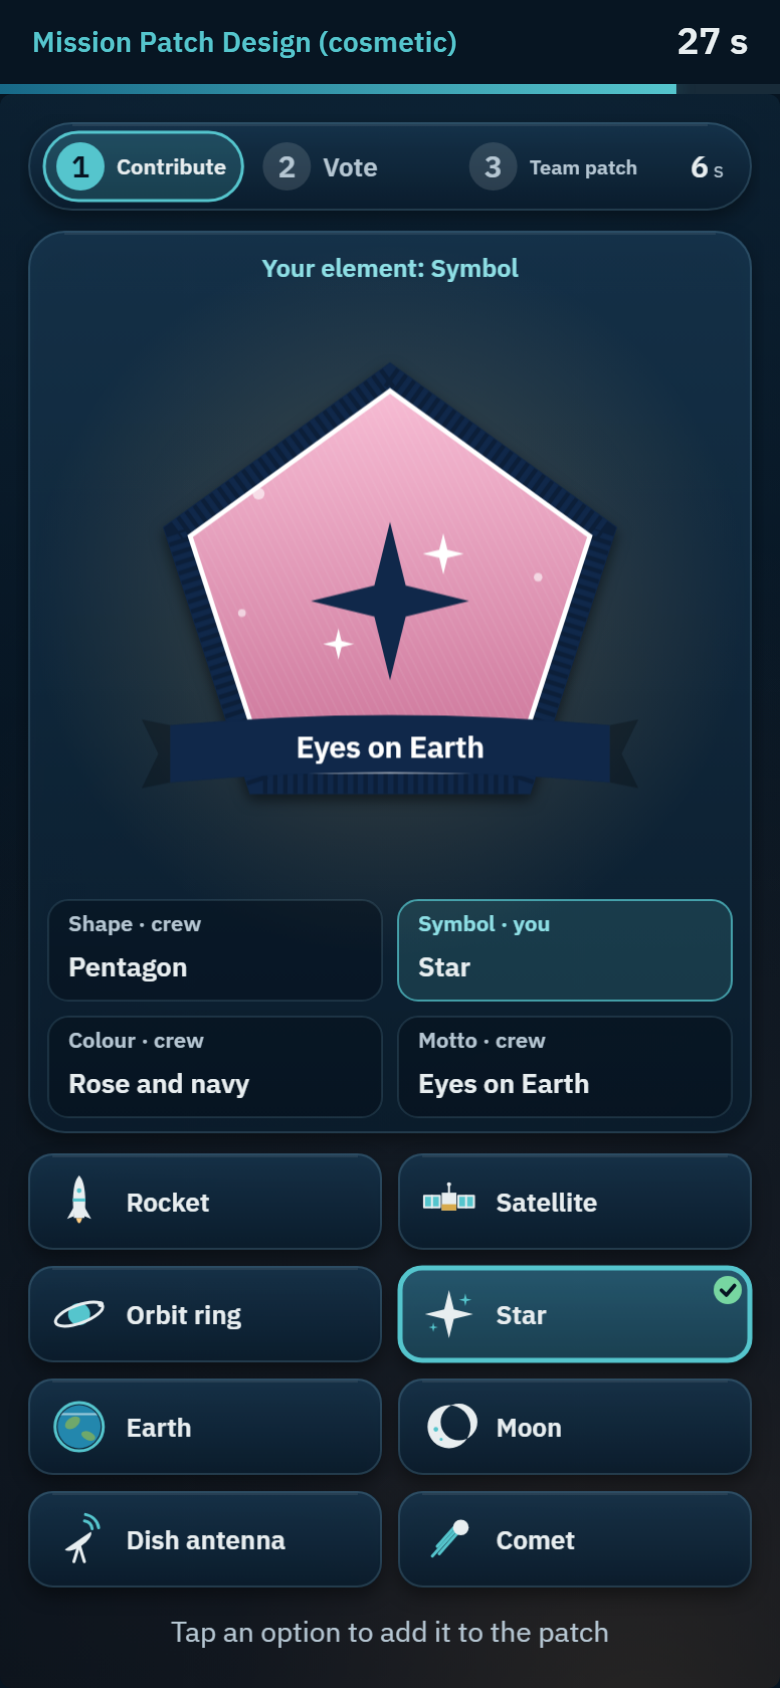 Mission Patch Design (cosmetic) 27 s
1 Contribute 2 Vote 3 Team patch 6 s
Your element: Symbol
Eyes on Earth
Shape · crew
Pentagon
Symbol · you
Star
Colour · crew
Rose and navy
Motto · crew
Eyes on Earth
Rocket
Satellite
Orbit ring
Star
Earth
Moon
Dish antenna
Comet
Tap an option to add it to the patch